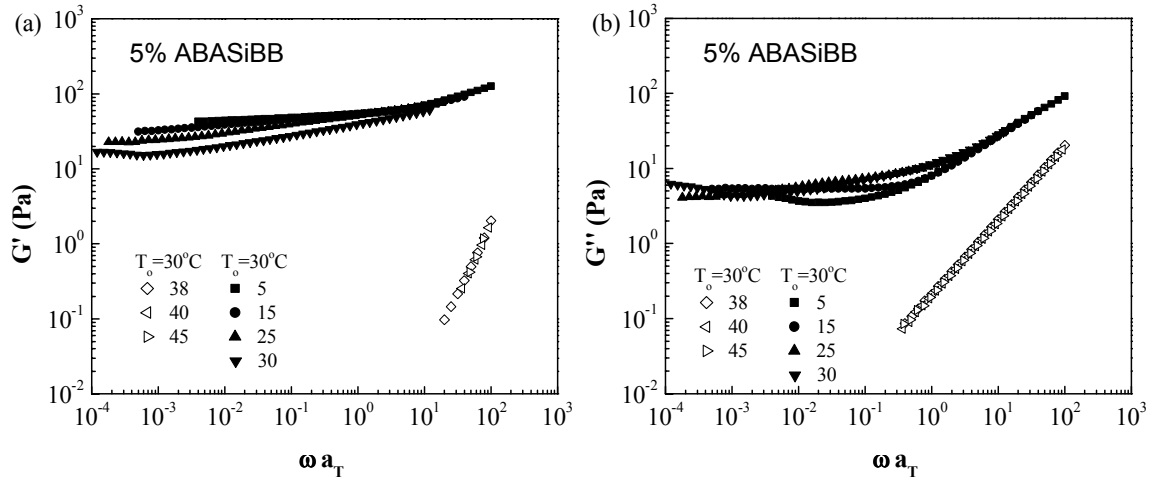 (a)
5% ABASiBB
G' (Pa)
10³
10²
10¹
10⁰
10⁻¹
10⁻²
T₀=30°C T₀=30°C
38 5
40 15
45 25
30
10⁻⁴ 10⁻³ 10⁻² 10⁻¹ 10⁰ 10¹ 10² 10³
ω a_T
(b)
5% ABASiBB
G'' (Pa)
10³
10²
10¹
10⁰
10⁻¹
10⁻²
T₀=30°C T₀=30°C
38 5
40 15
45 25
30
10⁻⁴ 10⁻³ 10⁻² 10⁻¹ 10⁰ 10¹ 10² 10³
ω a_T